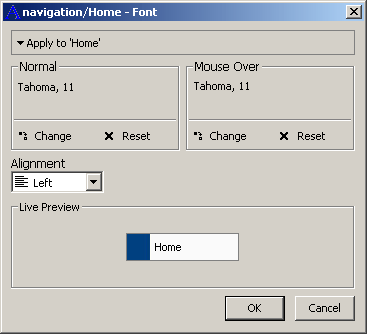 navigation/Home - Font
Apply to 'Home'
Normal
Mouse Over
Tahoma, 11
Tahoma, 11
Change
Reset
Change
Reset
Alignment
Left
Live Preview
Home
OK
Cancel